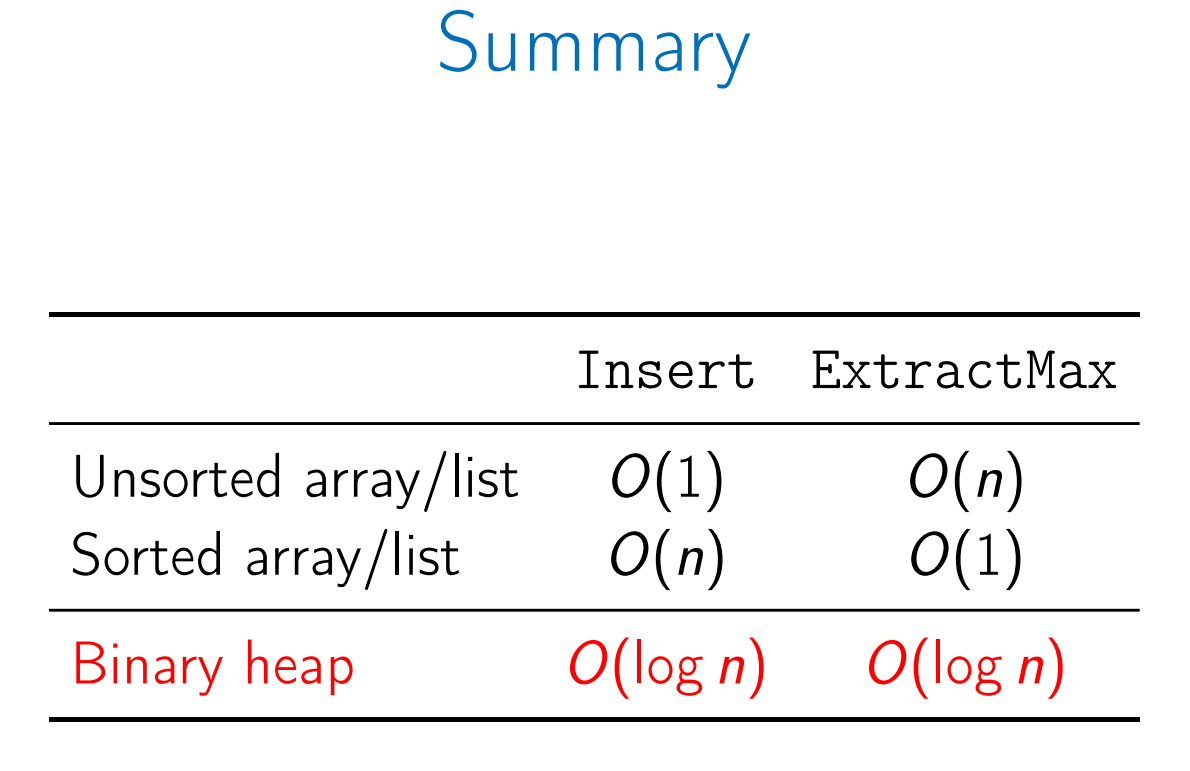 Summary
Insert ExtractMax
Unsorted array/list O(1) O(n)
Sorted array/list O(n) O(1)
Binary heap O(log n) O(log n)